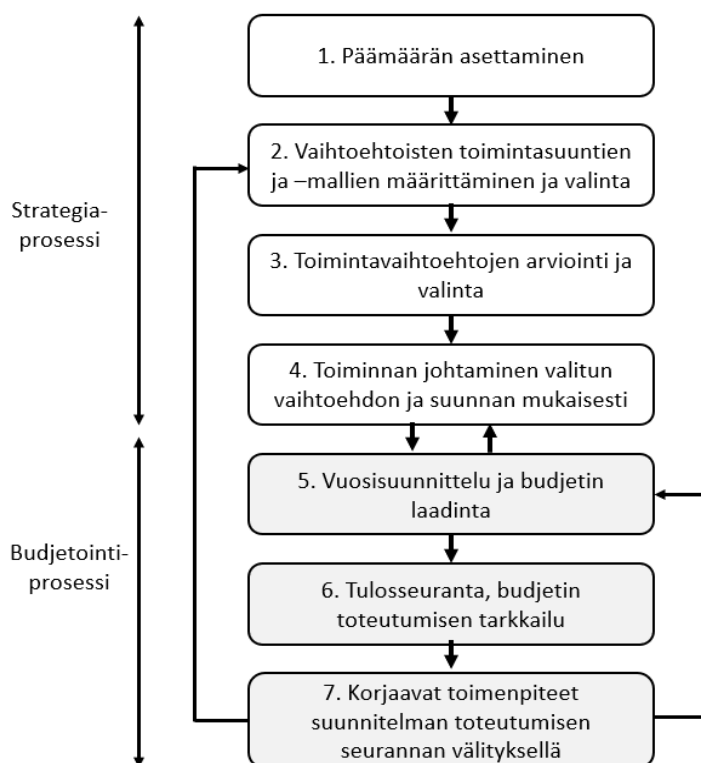 1. Päämäärän asettaminen
2. Vaihtoehtoisten toimintasuuntien
ja –mallien määrittäminen ja valinta
Strategia-
prosessi
3. Toimintavaihtoehtojen arviointi ja
valinta
4. Toiminnan johtaminen valitun
vaihtoehdon ja suunnan mukaisesti
5. Vuosisuunnittelu ja budjetin
laadinta
Budjetointi-
prosessi
6. Tulosseuranta, budjetin
toteutumisen tarkkailu
7. Korjaavat toimenpiteet
suunnitelman toteutumisen
seurannan välityksellä